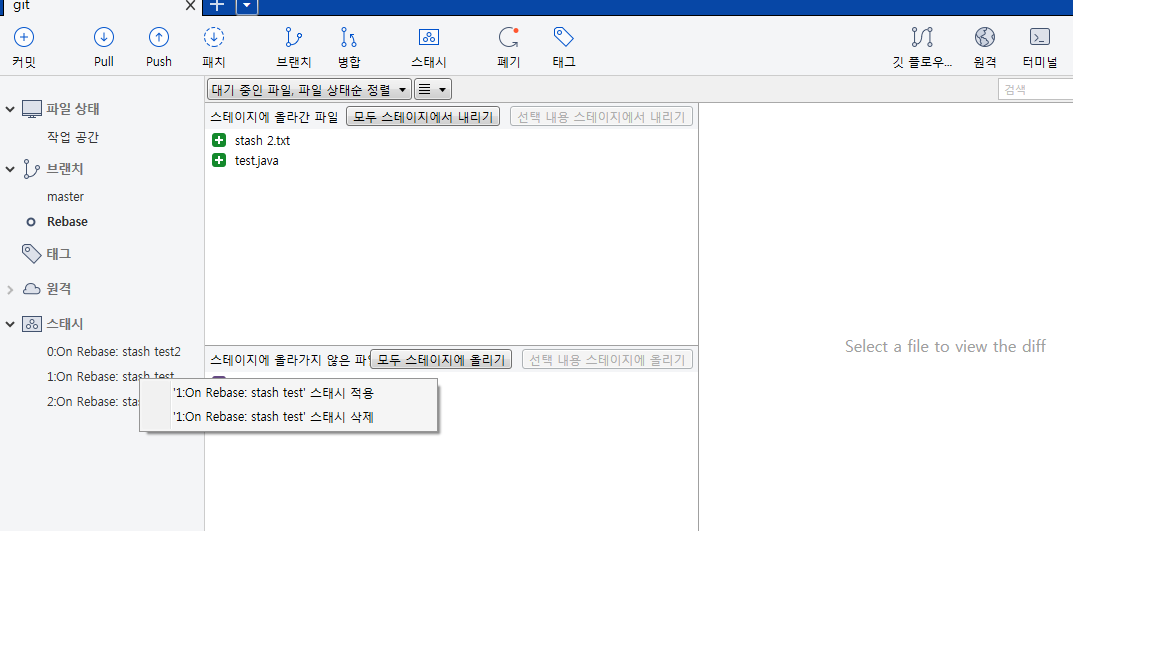 git
커밋
Pull
Push
패치
브랜치
병합
스태시
폐기
태그
깃 플로우...
원격
터미널
대기 중인 파일, 파일 상태순 정렬
검색
파일 상태
작업 공간
브랜치
master
Rebase
태그
원격
스태시
0:On Rebase: stash test2
1:On Rebase: stash test
2:On Rebase:
스테이지에 올라간 파일
모두 스테이지에서 내리기
선택 내용 스테이지에서 내리기
stash 2.txt
test.java
스테이지에 올라가지 않은
모두 스테이지에 올리기
선택 내용 스테이지에 올리기
'1:On Rebase: stash test' 스태시 적용
'1:On Rebase: stash test' 스태시 삭제
Select a file to view the diff